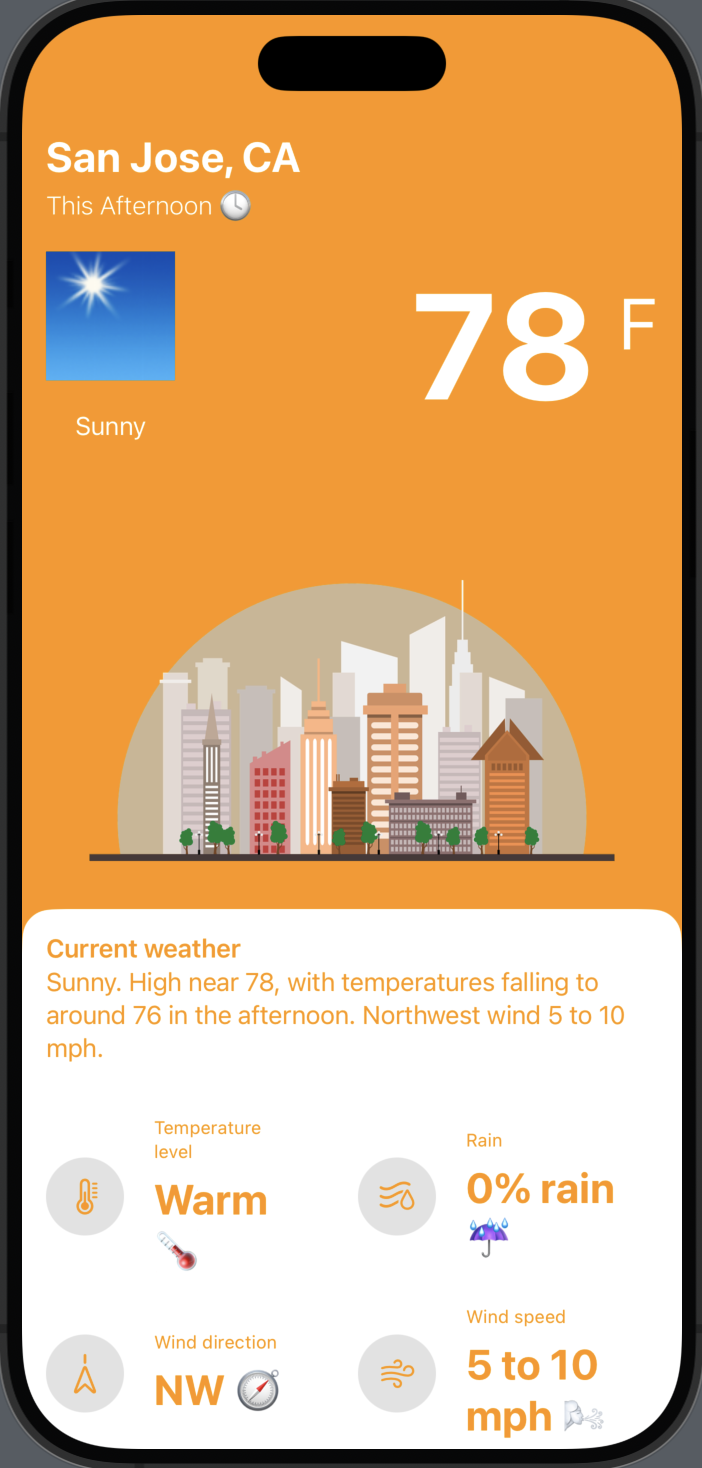 San Jose, CA
This Afternoon 🕓
78 F
Sunny
Current weather
Sunny. High near 78, with temperatures falling to
around 76 in the afternoon. Northwest wind 5 to 10
mph.
Temperature
level
Warm
🌡️
Rain
0% rain
☔
Wind direction
NW 🧭
Wind speed
5 to 10
mph 🌬️